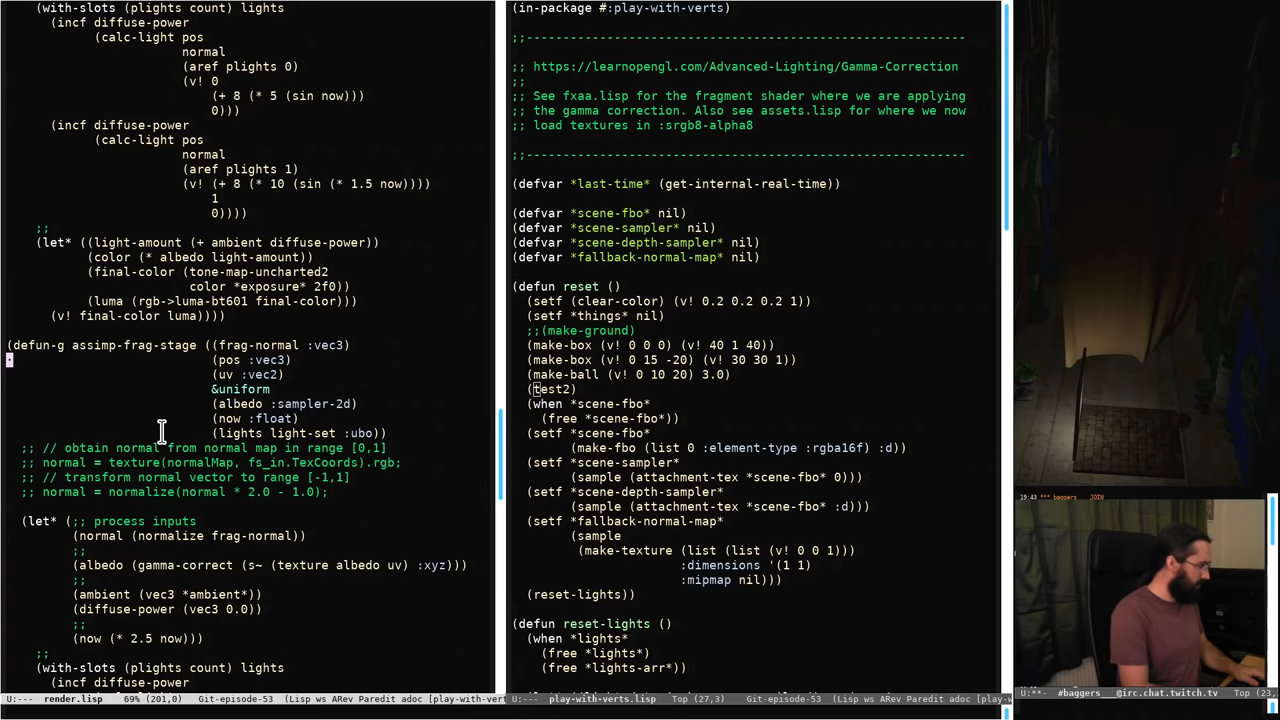 (with-slots (plights count) lights
(incf diffuse-power
(calc-light pos
normal
(aref plights 0)
(v! 0
(+ 8 (* 5 (sin now)))
0)))
(incf diffuse-power
(calc-light pos
normal
(aref plights 1)
(v! (+ 8 (* 10 (sin (* 1.5 now))))
1
0))))
;;
(let* ((light-amount (+ ambient diffuse-power))
(color (* albedo light-amount))
(final-color (tone-map-uncharted2
color *exposure* 2f0))
(luma (rgb->luma-bt601 final-color)))
(v! final-color luma))))
(defun-g assimp-frag-stage ((frag-normal :vec3)
(pos :vec3)
(uv :vec2)
&uniform
(albedo :sampler-2d)
(now :float)
(lights light-set :ubo))
;; // obtain normal from normal map in range [0,1]
;; normal = texture(normalMap, fs_in.TexCoords).rgb;
;; // transform normal vector to range [-1,1]
;; normal = normalize(normal * 2.0 - 1.0);
(let* (;; process inputs
(normal (normalize frag-normal))
;;
(albedo (gamma-correct (s~ (texture albedo uv) :xyz)))
;;
(ambient (vec3 *ambient*))
(diffuse-power (vec3 0.0))
;;
(now (* 2.5 now)))
;;
(with-slots (plights count) lights
(incf diffuse-power
U:--- render.lisp 69% (201,0) Git-episode-53 (Lisp ws ARev Paredit adoc [play-with-vert
(in-package #:play-with-verts)
;;------------------------------------------------------------
;; https://learnopengl.com/Advanced-Lighting/Gamma-Correction
;;
;; See fxaa.lisp for the fragment shader where we are applying
;; the gamma correction. Also see assets.lisp for where we now
;; load textures in :srgb8-alpha8
;;------------------------------------------------------------
(defvar *last-time* (get-internal-real-time))
(defvar *scene-fbo* nil)
(defvar *scene-sampler* nil)
(defvar *scene-depth-sampler* nil)
(defvar *fallback-normal-map* nil)
(defun reset ()
(setf (clear-color) (v! 0.2 0.2 0.2 1))
(setf *things* nil)
;;(make-ground)
(make-box (v! 0 0 0) (v! 40 1 40))
(make-box (v! 0 15 -20) (v! 30 30 1))
(make-ball (v! 0 10 20) 3.0)
(test2)
(when *scene-fbo*
(free *scene-fbo*))
(setf *scene-fbo*
(make-fbo (list 0 :element-type :rgba16f) :d))
(setf *scene-sampler*
(sample (attachment-tex *scene-fbo* 0)))
(setf *scene-depth-sampler*
(sample (attachment-tex *scene-fbo* :d)))
(setf *fallback-normal-map*
(sample
(make-texture (list (list (v! 0 0 1)))
:dimensions '(1 1)
:mipmap nil)))
(reset-lights))
(defun reset-lights ()
(when *lights*
(free *lights*)
(free *lights-arr*))
U:--- play-with-verts.lisp Top (27,3) Git-episode-53 (Lisp ws ARev Paredit adoc [play-w
19:43 *** baggers JOIN
U:**- #baggers__ @irc.chat.twitch.tv Top (23,